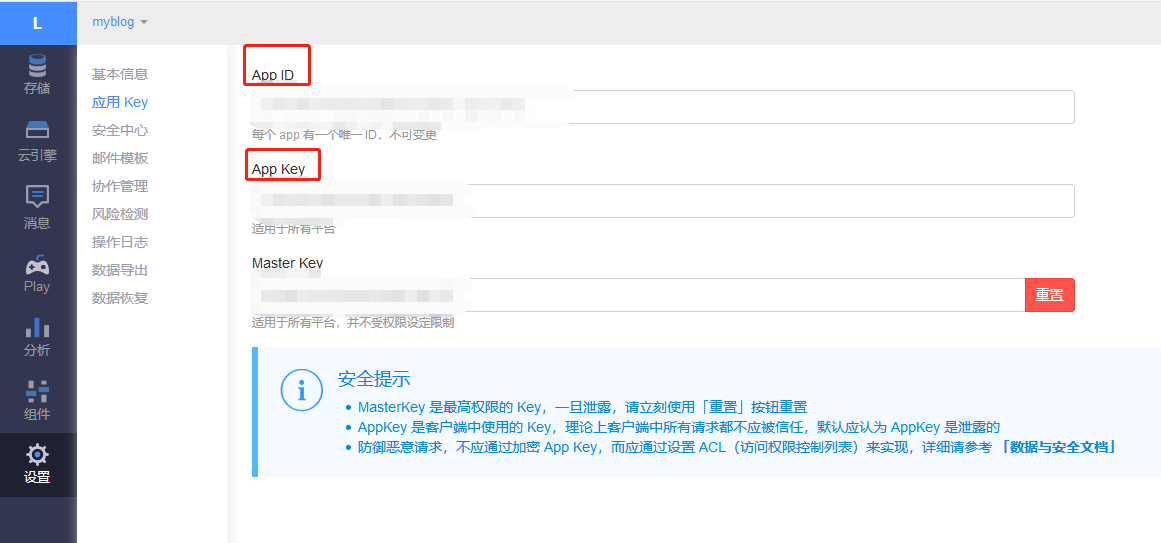 L
myblog
存储
云引擎
消息
Play
分析
组件
设置
基本信息
应用 Key
安全中心
邮件模板
协作管理
风险检测
操作日志
数据导出
数据恢复
App ID
每个 app 有一个唯一 ID，不可变更
App Key
适用于所有平台
Master Key
重置
适用于所有平台，并不受权限设定限制
安全提示
MasterKey 是最高权限的 Key，一旦泄露，请立刻使用「重置」按钮重置
AppKey 是客户端中使用的 Key，理论上客户端中所有请求都不应被信任，默认应认为 AppKey 是泄露的
防御恶意请求，不应通过加密 App Key，而应通过设置 ACL（访问权限控制列表）来实现，详细请参考 「数据与安全文档」